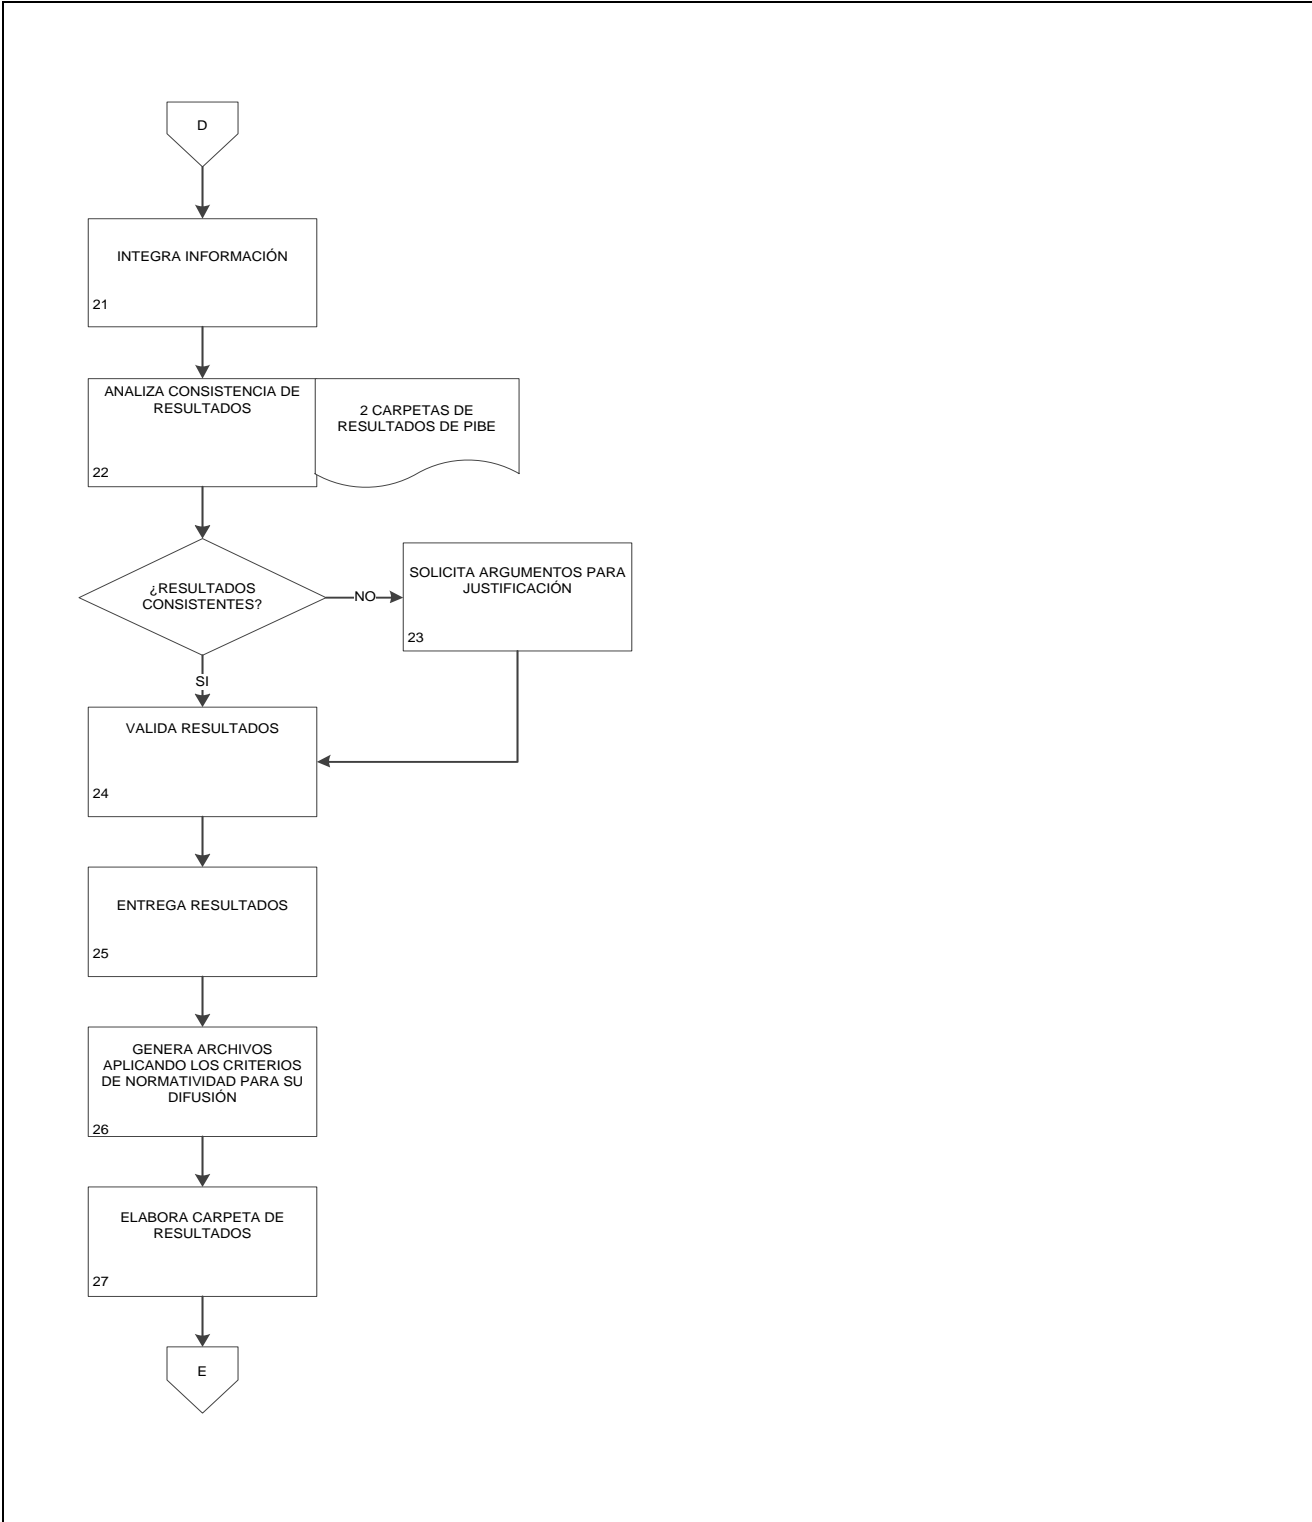 D
INTEGRA INFORMACIÓN
21
ANALIZA CONSISTENCIA DE
RESULTADOS
22
2 CARPETAS DE
RESULTADOS DE PIBE
¿RESULTADOS
CONSISTENTES?
NO
SOLICITA ARGUMENTOS PARA
JUSTIFICACIÓN
23
SI
VALIDA RESULTADOS
24
ENTREGA RESULTADOS
25
GENERA ARCHIVOS
APLICANDO LOS CRITERIOS
DE NORMATIVIDAD PARA SU
DIFUSIÓN
26
ELABORA CARPETA DE
RESULTADOS
27
E